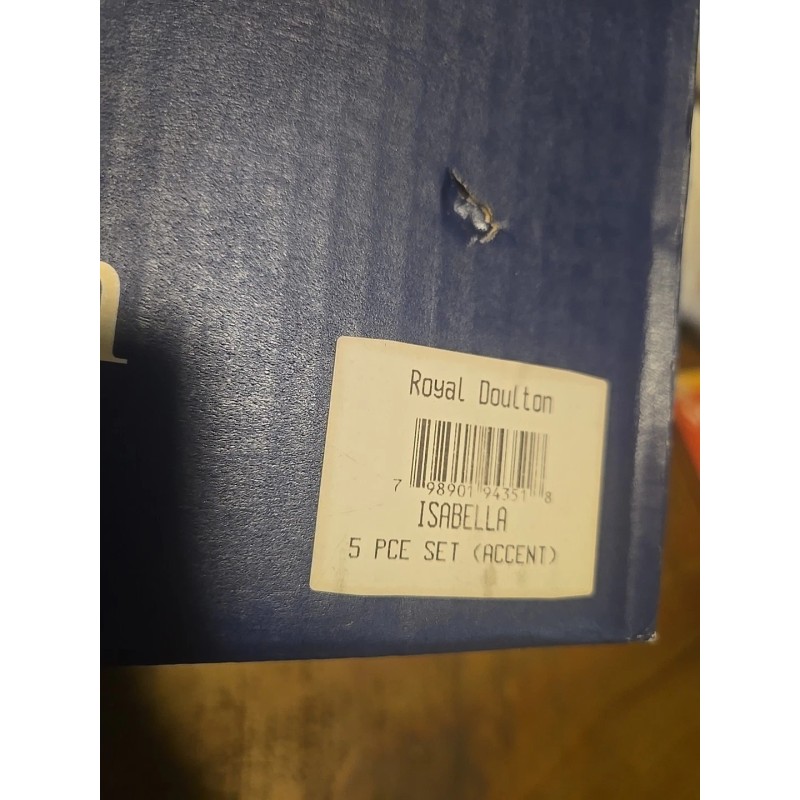 n
Royal Doulton
7 98901 94351 8
ISABELLA
5 PCE SET (ACCENT)